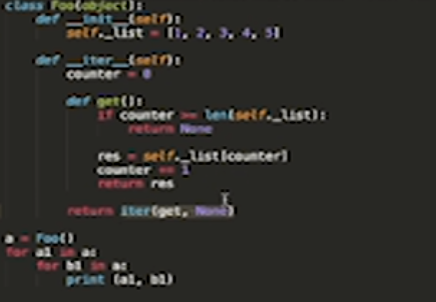 class Foo(object):
def __init__(self):
self._list = [1, 2, 3, 4, 5]
def __iter__(self):
counter = 0
def get():
if counter >= len(self._list):
return None
res = self._list[counter]
counter += 1
return res
return iter(get, None)
a = Foo()
for a1 in a:
for b1 in a:
print (a1, b1)